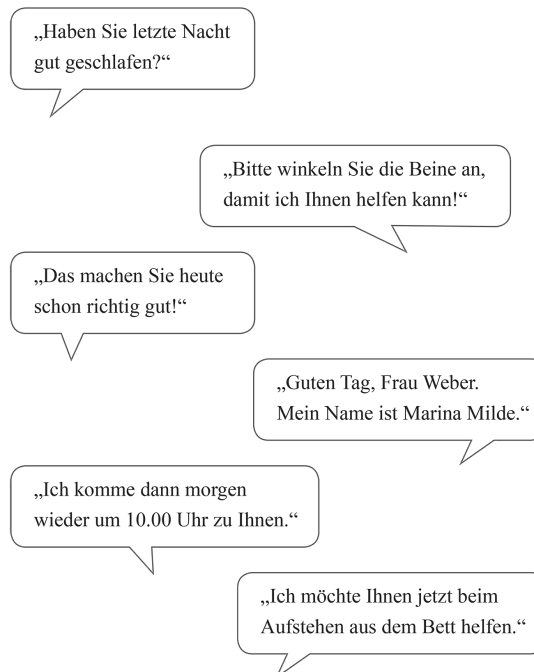 „Haben Sie letzte Nacht
gut geschlafen?“
„Bitte winkeln Sie die Beine an,
damit ich Ihnen helfen kann!“
„Das machen Sie heute
schon richtig gut!“
„Guten Tag, Frau Weber.
Mein Name ist Marina Milde.“
„Ich komme dann morgen
wieder um 10.00 Uhr zu Ihnen.“
„Ich möchte Ihnen jetzt beim
Aufstehen aus dem Bett helfen.“